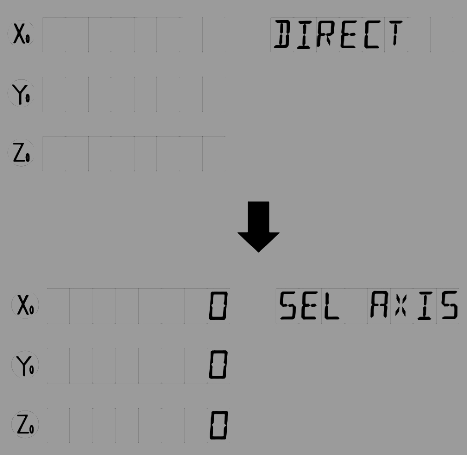 X₀ DIRECT
Y₀
Z₀
X₀ 0 SEL AXIS
Y₀ 0
Z₀ 0